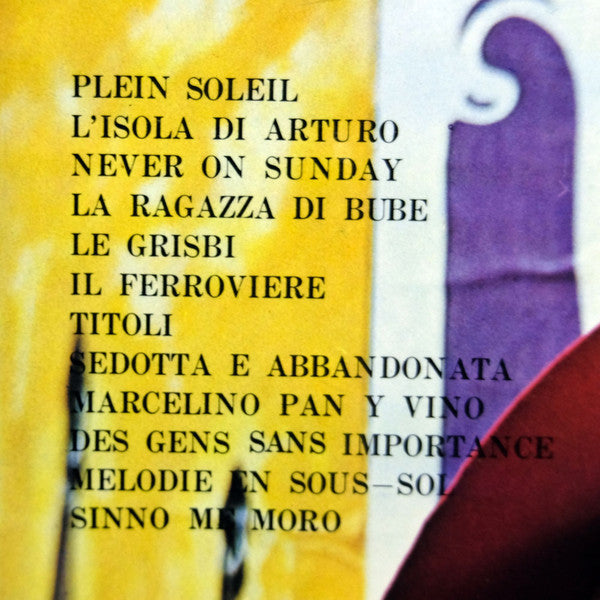 PLEIN SOLEIL
L'ISOLA DI ARTURO
NEVER ON SUNDAY
LA RAGAZZA DI BUBE
LE GRISBI
IL FERROVIERE
TITOLI
SEDOTTA E ABBANDONATA
MARCELINO PAN Y VINO
DES GENS SANS IMPORTANCE
MELODIE EN SOUS-SOL
SINNO ME MORO